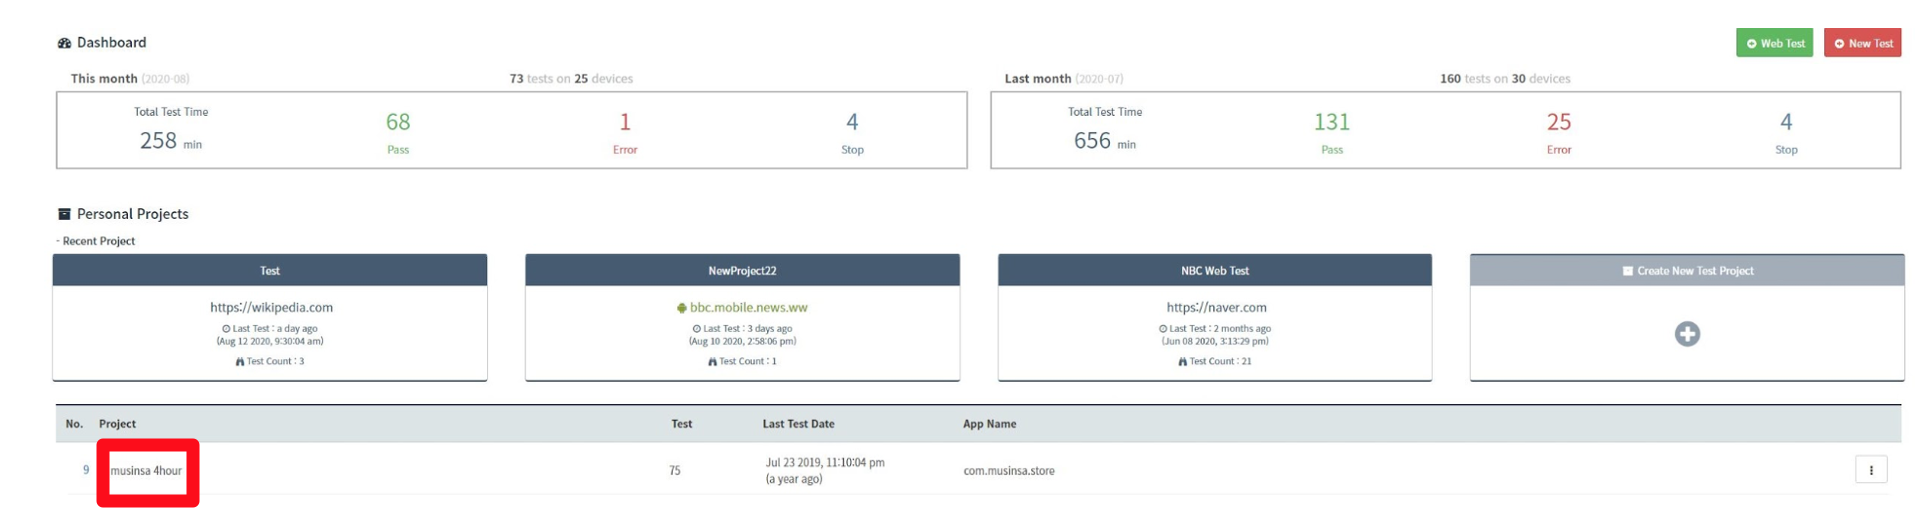 Dashboard
Web Test
New Test
This month (2020-08)
73 tests on 25 devices
Last month (2020-07)
160 tests on 30 devices
Total Test Time
258 min
68
Pass
1
Error
4
Stop
Total Test Time
656 min
131
Pass
25
Error
4
Stop
Personal Projects
- Recent Project
Test
https://wikipedia.com
Last Test : a day ago
(Aug 12 2020, 9:30:04 am)
Test Count : 3
NewProject22
bbc.mobile.news.ww
Last Test : 3 days ago
(Aug 10 2020, 2:58:06 pm)
Test Count : 1
NBC Web Test
https://naver.com
Last Test : 2 months ago
(Jun 08 2020, 3:13:29 pm)
Test Count : 21
Create New Test Project
No. Project Test Last Test Date App Name
9 musinsa 4hour 75 Jul 23 2019, 11:10:04 pm com.musinsa.store
(a year ago)